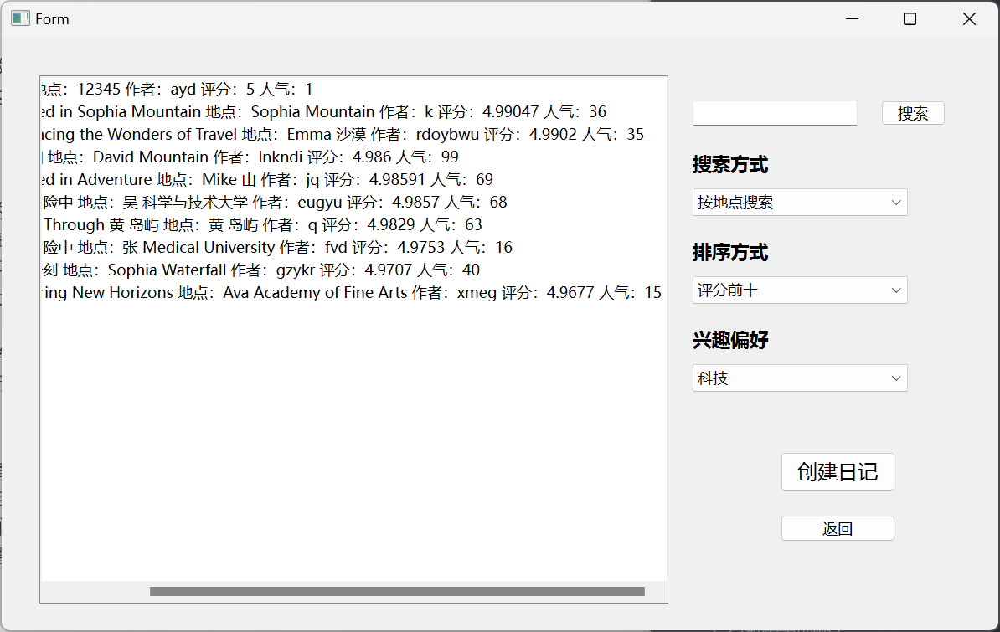 Form
地点：12345 作者：ayd 评分：5 人气：1
in Sophia Mountain 地点：Sophia Mountain 作者：k 评分：4.99047 人气：36
the Wonders of Travel 地点：Emma 沙漠 作者：rdoybwu 评分：4.9902 人气：35
地点：David Mountain 作者：lnkndi 评分：4.986 人气：99
in Adventure 地点：Mike 山 作者：jq 评分：4.98591 人气：69
险中 地点：吴 科学与技术大学 作者：eugyu 评分：4.9857 人气：68
Through 黄 岛屿 地点：黄 岛屿 作者：q 评分：4.9829 人气：63
险中 地点：张 Medical University 作者：fvd 评分：4.9753 人气：16
刻 地点：Sophia Waterfall 作者：gzykr 评分：4.9707 人气：40
ring New Horizons 地点：Ava Academy of Fine Arts 作者：xmeg 评分：4.9677 人气：15
搜索
搜索方式
按地点搜索
排序方式
评分前十
兴趣偏好
科技
创建日记
返回